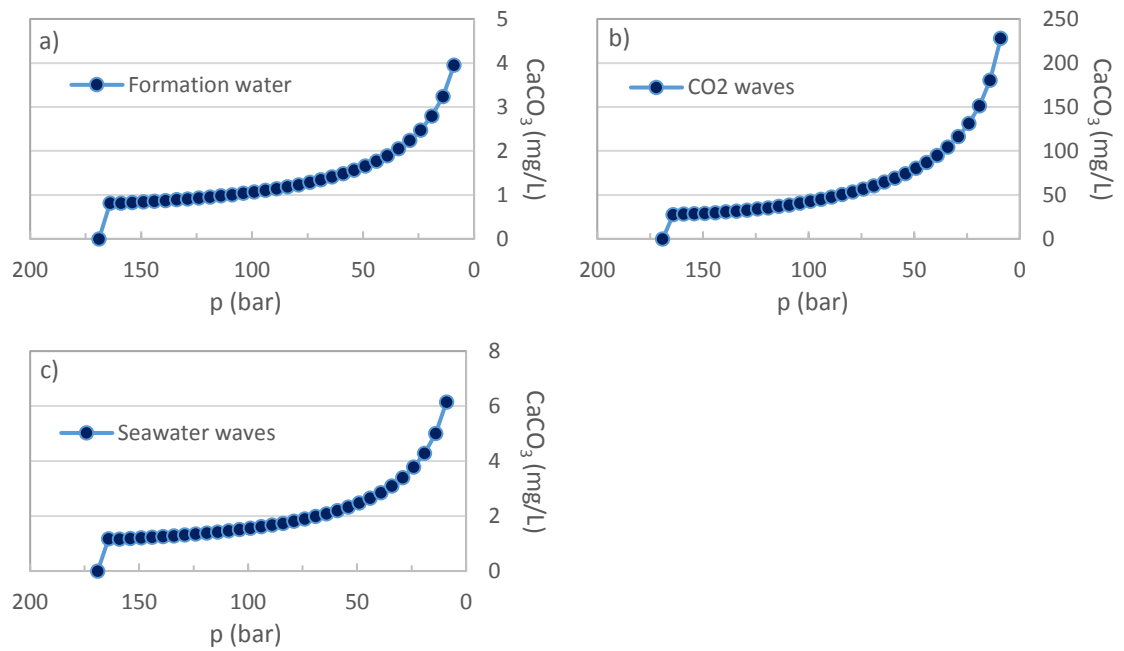 a)
Formation water
5
4
3
2
1
0
CaCO3 (mg/L)
200 150 100 50 0
p (bar)
b)
CO2 waves
250
200
150
100
50
0
CaCO3 (mg/L)
200 150 100 50 0
p (bar)
c)
Seawater waves
8
6
4
2
0
CaCO3 (mg/L)
200 150 100 50 0
p (bar)